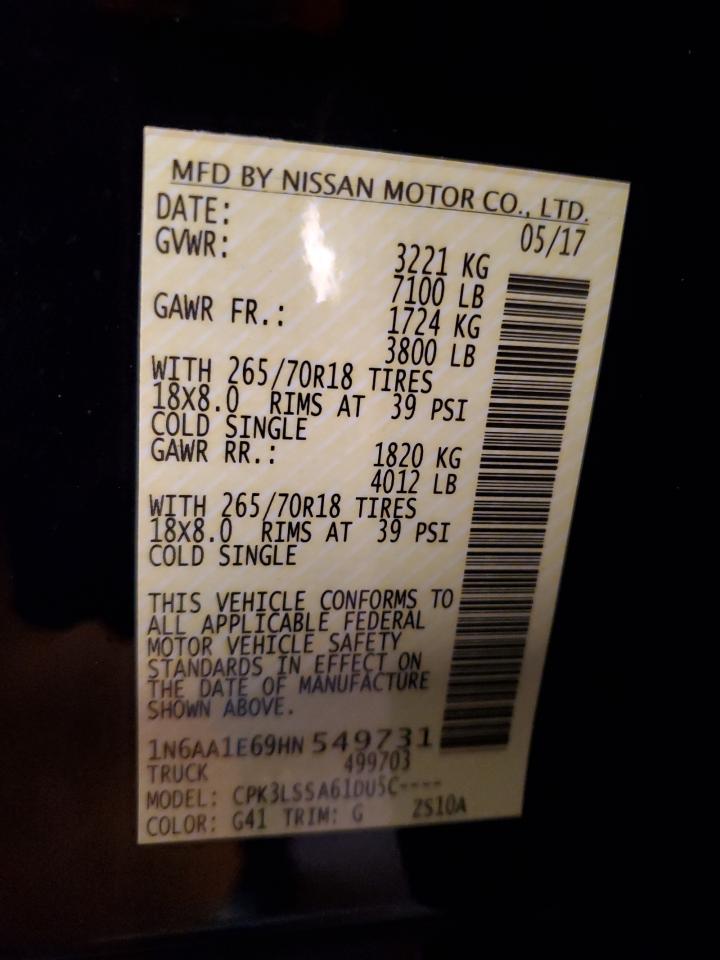 MFD BY NISSAN MOTOR CO., LTD.
DATE: 05/17
GVWR: 3221 KG
7100 LB
GAWR FR.: 1724 KG
3800 LB
WITH 265/70R18 TIRES
18X8.0 RIMS AT 39 PSI
COLD SINGLE
GAWR RR.: 1820 KG
4012 LB
WITH 265/70R18 TIRES
18X8.0 RIMS AT 39 PSI
COLD SINGLE
THIS VEHICLE CONFORMS TO
ALL APPLICABLE FEDERAL
MOTOR VEHICLE SAFETY
STANDARDS IN EFFECT ON
THE DATE OF MANUFACTURE
SHOWN ABOVE.
1N6AA1E69HN549731
TRUCK 499703
MODEL: CPK3LSSA61DU5C----
COLOR: G41 TRIM: G ZS10A